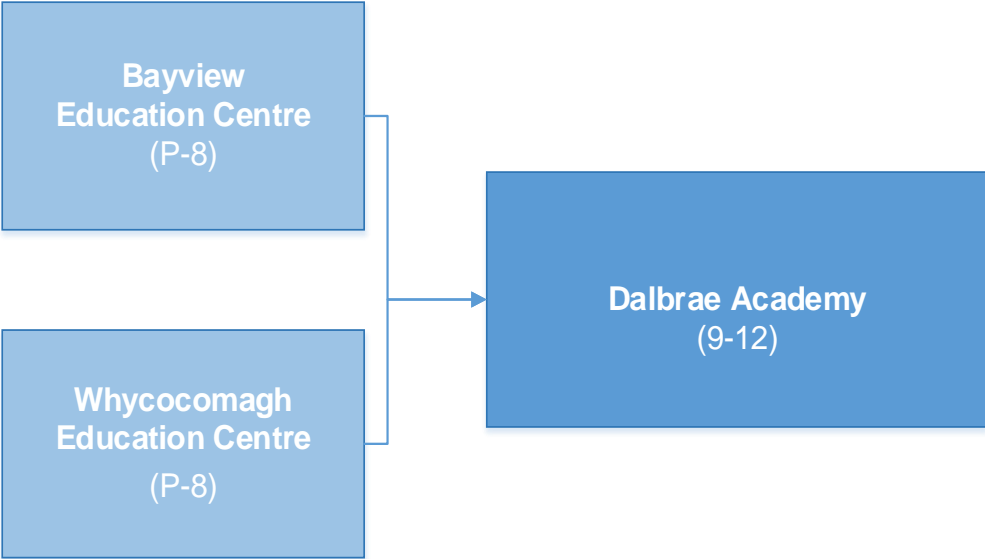 Bayview
Education Centre
(P-8)
Dalbrae Academy
(9-12)
Whycocomagh
Education Centre
(P-8)